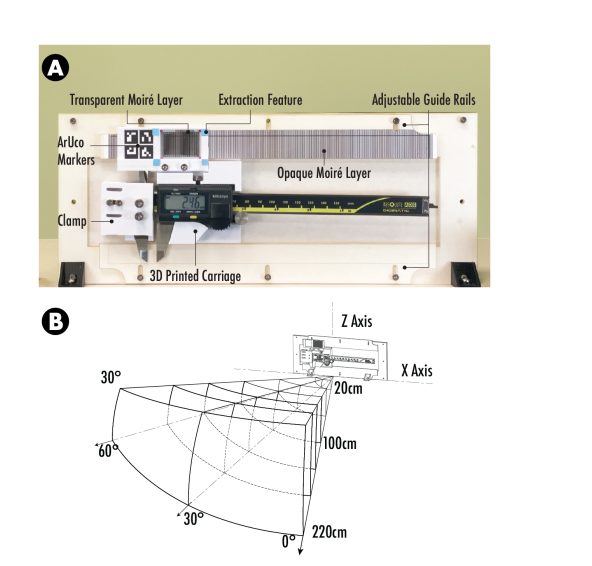 A
Transparent Moiré Layer
Extraction Feature
Adjustable Guide Rails
ArUco
Markers
Opaque Moiré Layer
Clamp
3D Printed Carriage
B
Z Axis
X Axis
30°
20cm
100cm
60°
30°
0°
220cm